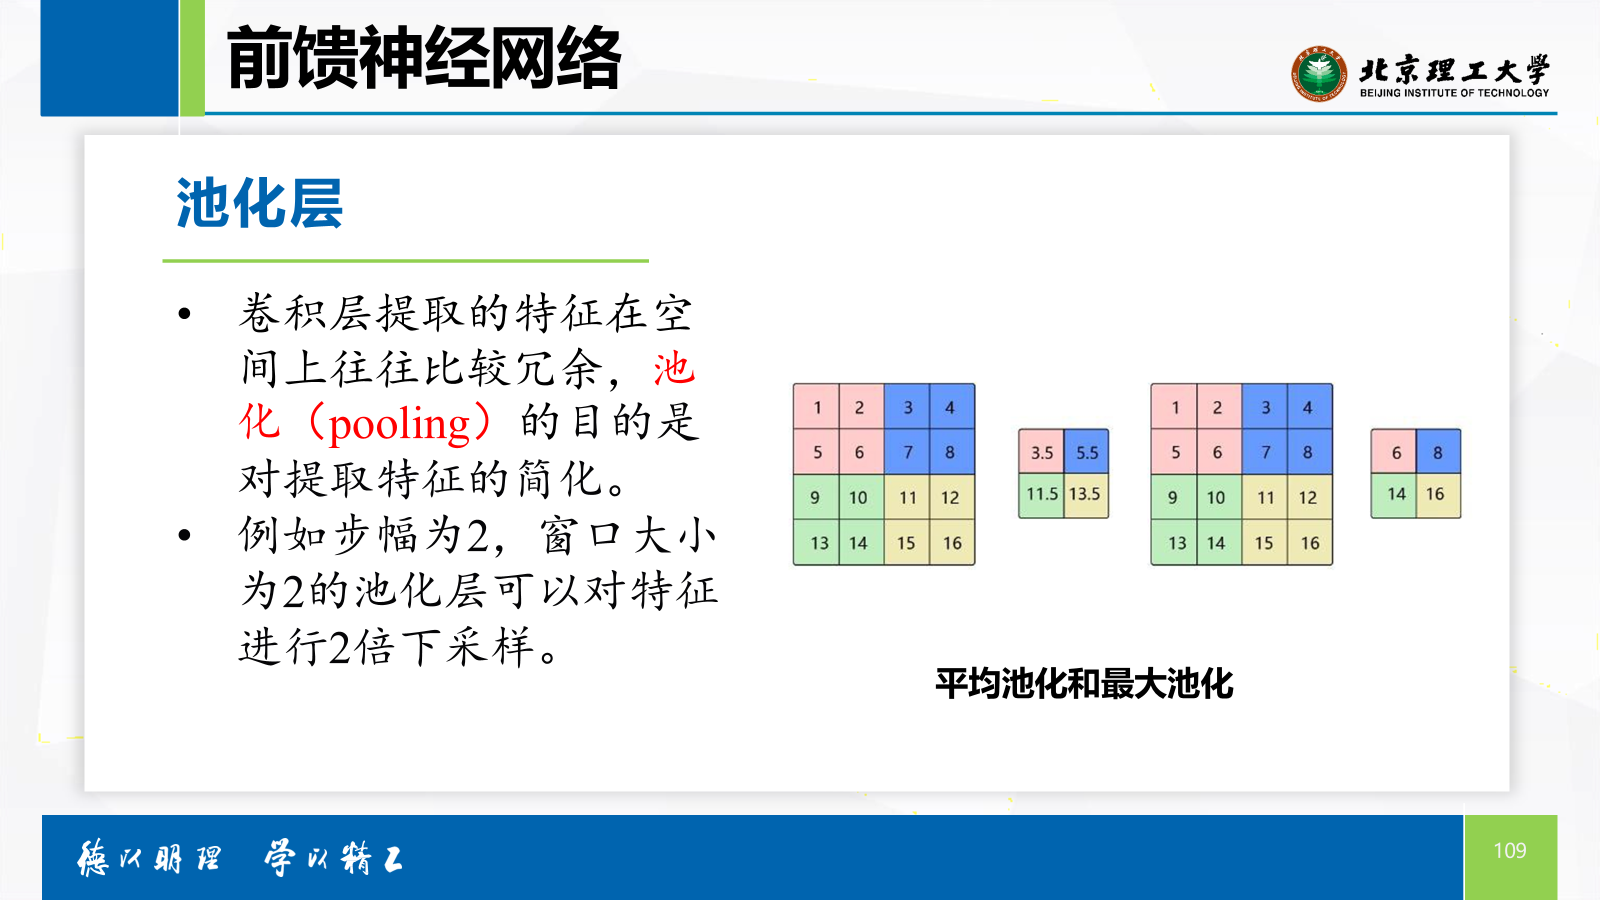 前馈神经网络
北京理工大学
BEIJING INSTITUTE OF TECHNOLOGY
池化层
• 卷积层提取的特征在空
间上往往比较冗余，池
化（pooling）的目的是
对提取特征的简化。
• 例如步幅为2，窗口大小
为2的池化层可以对特征
进行2倍下采样。
1 2 3 4
5 6 7 8
9 10 11 12
13 14 15 16
3.5 5.5
11.5 13.5
1 2 3 4
5 6 7 8
9 10 11 12
13 14 15 16
6 8
14 16
平均池化和最大池化
德以明理 学以精工
109